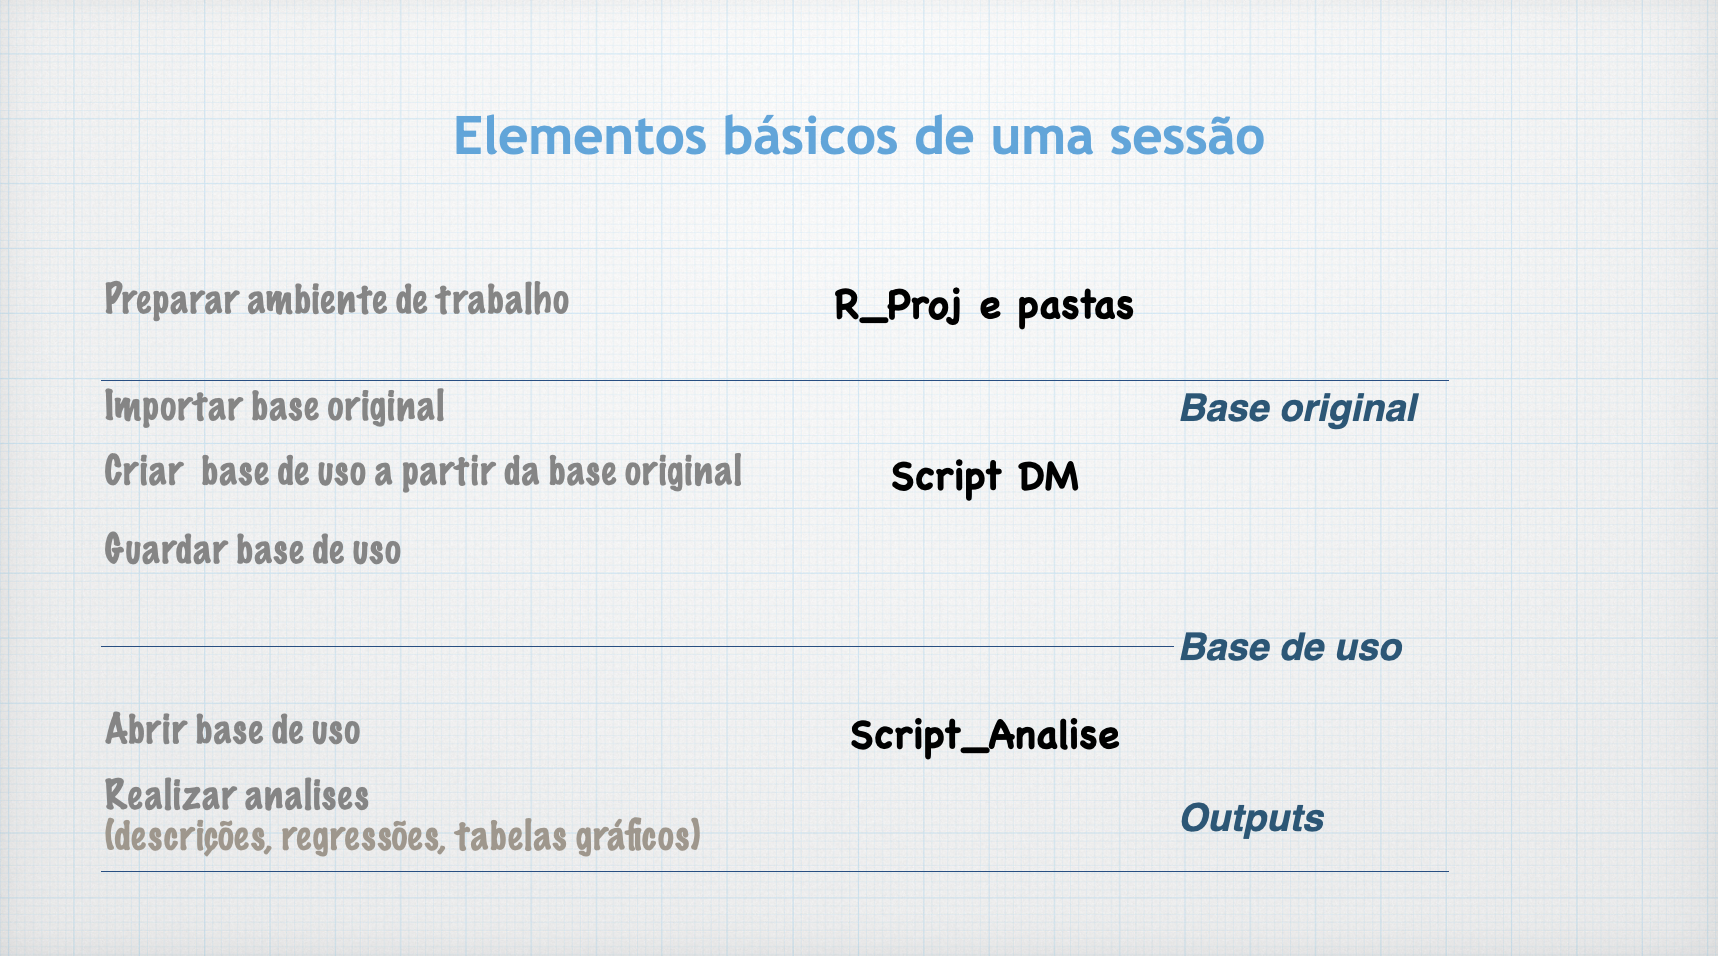 Elementos básicos de uma sessão
Preparar ambiente de trabalho
R_Proj e pastas
Importar base original
Base original
Criar base de uso a partir da base original
Script DM
Guardar base de uso
Base de uso
Abrir base de uso
Script_Analise
Realizar analises
(descrições, regressões, tabelas gráficos)
Outputs